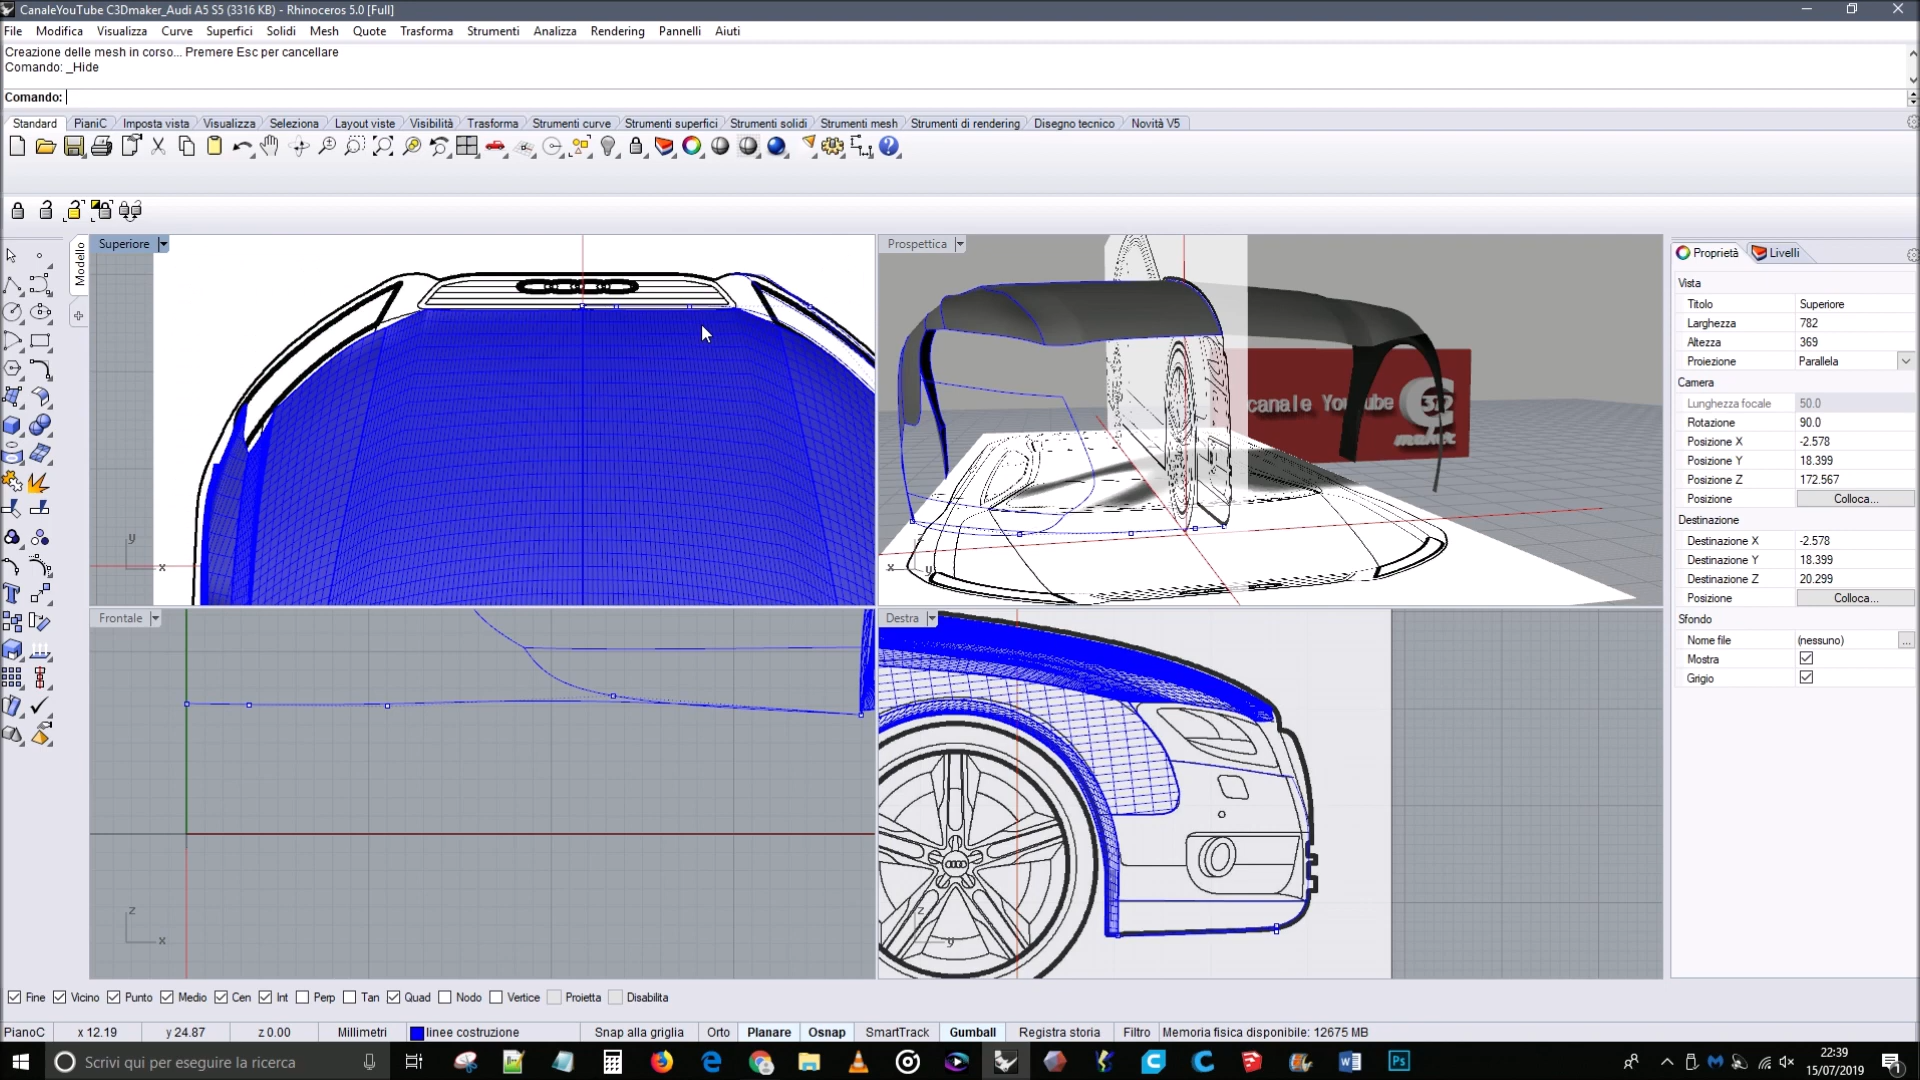 CanaleYouTube C3Dmaker_Audi A5 S5 (3316 KB) - Rhinoceros 5.0 [Full]
File Modifica Visualizza Curve Superfici Solidi Mesh Quote Trasforma Strumenti Analizza Rendering Pannelli Aiuti
Creazione delle mesh in corso... Premere Esc per cancellare
Comando: _Hide
Comando:
Standard PianiC Imposta vista Visualizza Seleziona Layout viste Visibilità Trasforma Strumenti curve Strumenti superfici Strumenti solidi Strumenti mesh Strumenti di rendering Disegno tecnico Novità V5
Modello
Superiore
y
x
Prospettica
canale YouTube
C3D
maker
x
y
Frontale
z
x
Destra
z
y
Proprietà Livelli
Vista
Titolo Superiore
Larghezza 782
Altezza 369
Proiezione Parallela
Camera
Lunghezza focale 50.0
Rotazione 90.0
Posizione X -2.578
Posizione Y 18.399
Posizione Z 172.567
Posizione Colloca...
Destinazione
Destinazione X -2.578
Destinazione Y 18.399
Destinazione Z 20.299
Posizione Colloca...
Sfondo
Nome file (nessuno) ...
Mostra
Grigio
Fine Vicino Punto Medio Cen Int Perp Tan Quad Nodo Vertice Proietta Disabilita
PianoC x 12.19 y 24.87 z 0.00 Millimetri linee costruzione Snap alla griglia Orto Planare Osnap SmartTrack Gumball Registra storia Filtro Memoria fisica disponibile: 12675 MB
Scrivi qui per eseguire la ricerca
22:39
15/07/2019
1